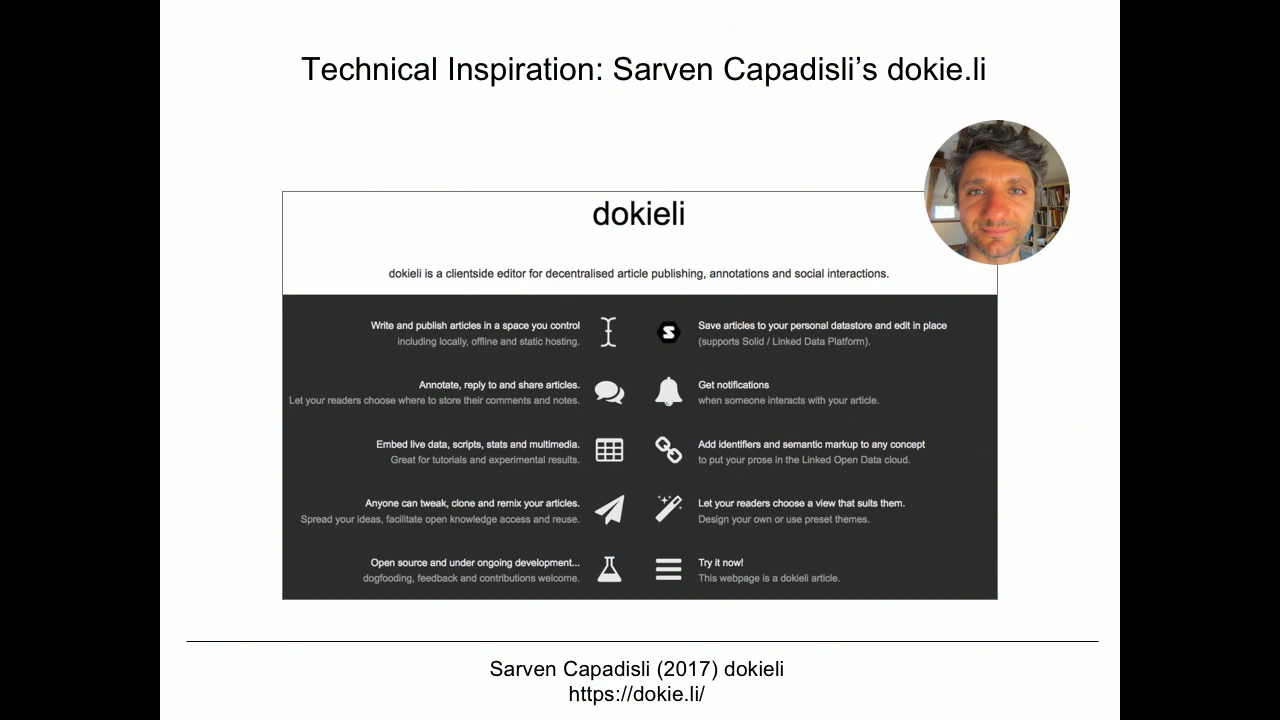 Technical Inspiration: Sarven Capadisli’s dokie.li
dokieli
dokieli is a clientside editor for decentralised article publishing, annotations and social interactions.
Write and publish articles in a space you control
including locally, offline and static hosting.
Save articles to your personal datastore and edit in place
(supports Solid / Linked Data Platform).
Annotate, reply to and share articles.
Let your readers choose where to store their comments and notes.
Get notifications
when someone interacts with your article.
Embed live data, scripts, stats and multimedia.
Great for tutorials and experimental results.
Add identifiers and semantic markup to any concept
to put your prose in the Linked Open Data cloud.
Anyone can tweak, clone and remix your articles.
Spread your ideas, facilitate open knowledge access and reuse.
Let your readers choose a view that suits them.
Design your own or use preset themes.
Open source and under ongoing development...
dogfooding, feedback and contributions welcome.
Try it now!
This webpage is a dokieli article.
Sarven Capadisli (2017) dokieli
https://dokie.li/